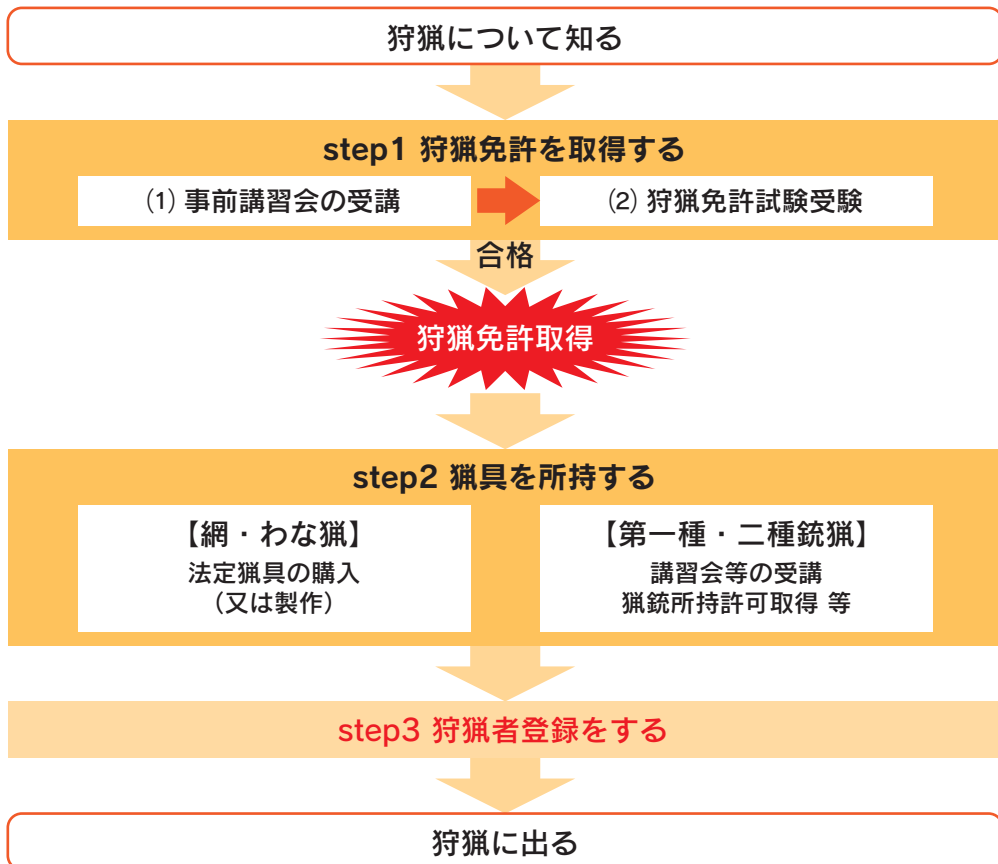 狩猟について知る
step1 狩猟免許を取得する
(1) 事前講習会の受講
(2) 狩猟免許試験受験
合格
狩猟免許取得
step2 猟具を所持する
【網・わな猟】
法定猟具の購入
(又は製作)
【第一種・二種銃猟】
講習会等の受講
猟銃所持許可取得 等
step3 狩猟者登録をする
狩猟に出る